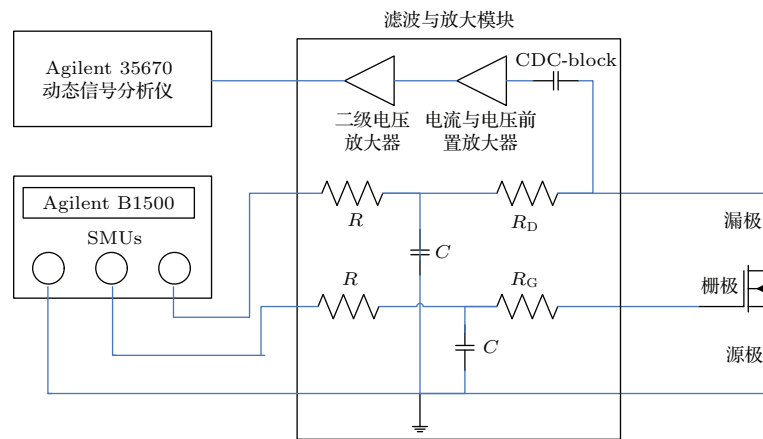 滤波与放大模块
Agilent 35670
动态信号分析仪
CDC-block
二级电压
放大器
电流与电压前
置放大器
Agilent B1500
SMUs
R
R_D
漏极
C
R
R_G
栅极
C
源极